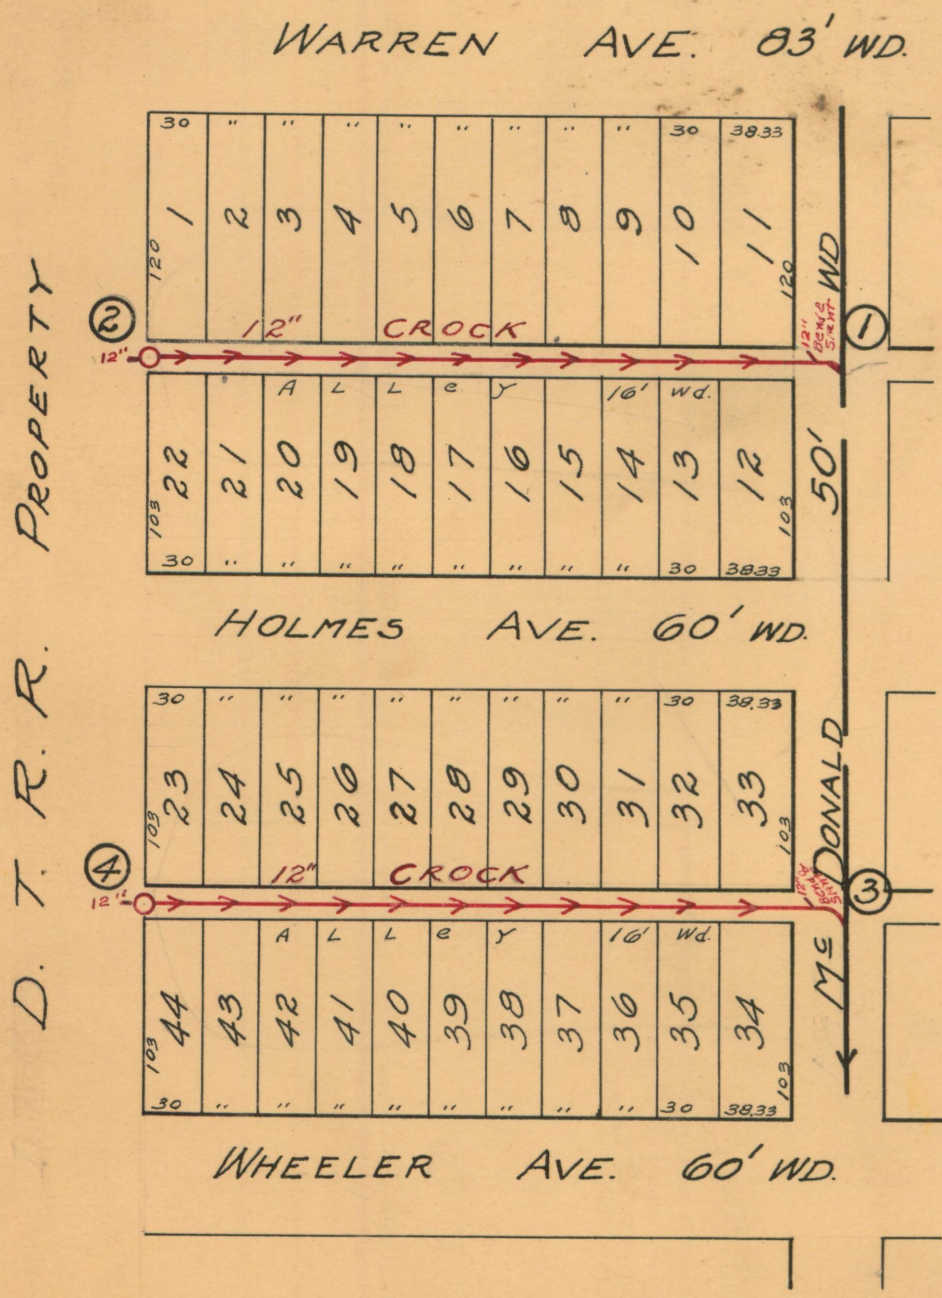 WARREN AVE. 83' WD.
30 " " " " " " " " 30 38.33
1 2 3 4 5 6 7 8 9 10 11
120 120
② 12" CROCK ①
12"
12"
ALLeY 16' Wd.
22 21 20 19 18 17 16 15 14 13 12
103 103
30 " " " " " " " " 30 38.33
HOLMES AVE. 60' WD.
30 " " " " " " " " 30 38.33
23 24 25 26 27 28 29 30 31 32 33
103 103
④ 12" CROCK ③
12"
12"
ALLeY 16' Wd.
44 43 42 41 40 39 38 37 36 35 34
103 103
30 " " " " " " " " 30 38.33
WHEELER AVE. 60' WD.
D. T. R. R. PROPERTY
Mc DONALD 50' WD